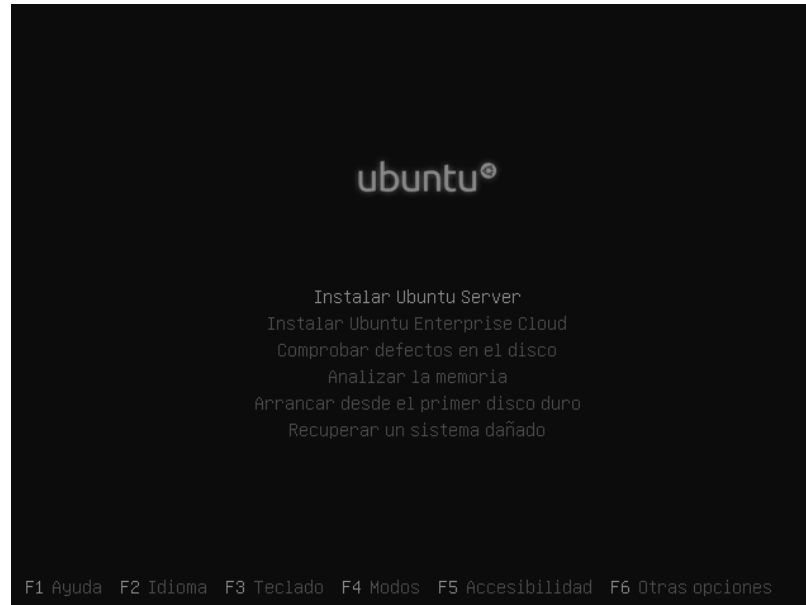 ubuntu
Instalar Ubuntu Server
Instalar Ubuntu Enterprise Cloud
Comprobar defectos en el disco
Analizar la memoria
Arrancar desde el primer disco duro
Recuperar un sistema dañado
F1 Ayuda F2 Idioma F3 Teclado F4 Modos F5 Accesibilidad F6 Otras opciones